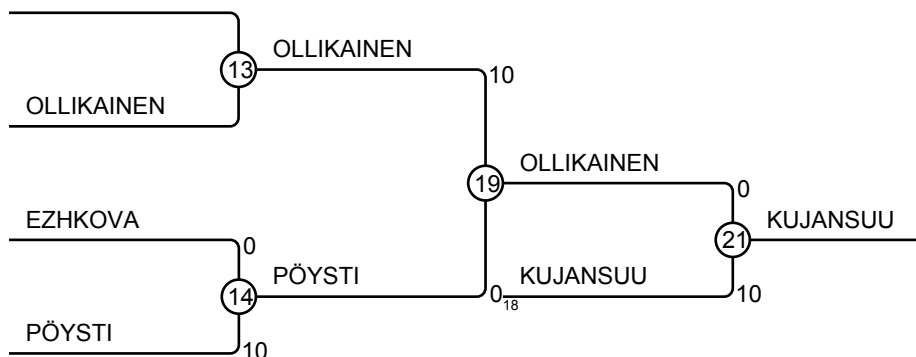 13
OLLIKAINEN
10
OLLIKAINEN
19
OLLIKAINEN
0
EZHKOVA
0
21
KUJANSUU
14
PÖYSTI
0
18
KUJANSUU
10
PÖYSTI
10